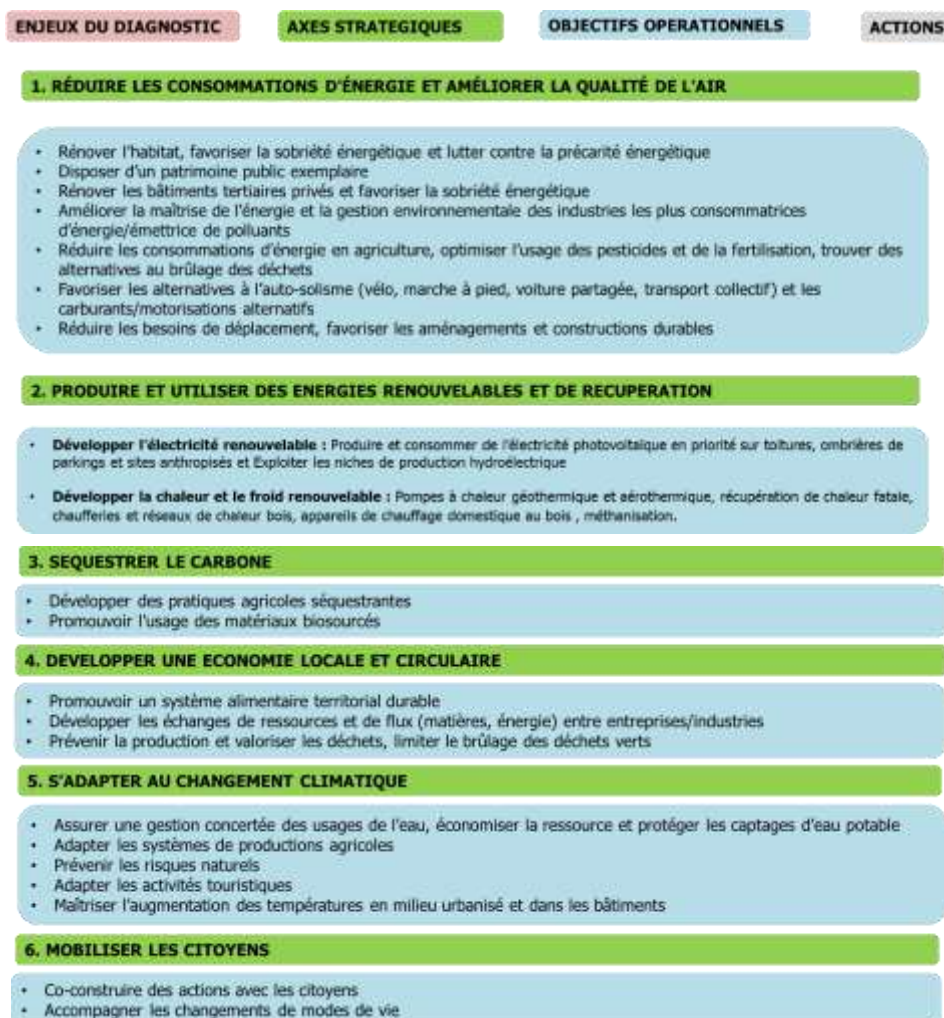 ENJEUX DU DIAGNOSTIC
AXES STRATEGIQUES
OBJECTIFS OPERATIONNELS
ACTIONS
1. RÉDUIRE LES CONSOMMATIONS D'ÉNERGIE ET AMÉLIORER LA QUALITÉ DE L'AIR
• Rénover l'habitat, favoriser la sobriété énergétique et lutter contre la précarité énergétique
• Disposer d'un patrimoine public exemplaire
• Rénover les bâtiments tertiaires privés et favoriser la sobriété énergétique
• Améliorer la maîtrise de l'énergie et la gestion environnementale des industries les plus consommatrices
d'énergie/émettrice de polluants
• Réduire les consommations d'énergie en agriculture, optimiser l'usage des pesticides et de la fertilisation, trouver des
alternatives au brûlage des déchets
• Favoriser les alternatives à l'auto-solisme (vélo, marche à pied, voiture partagée, transport collectif) et les
carburants/motorisations alternatifs
• Réduire les besoins de déplacement, favoriser les aménagements et constructions durables
2. PRODUIRE ET UTILISER DES ENERGIES RENOUVELABLES ET DE RECUPERATION
• Développer l'électricité renouvelable : Produire et consommer de l'électricité photovoltaïque en priorité sur toitures, ombrières de
parkings et sites anthropisés et Exploiter les niches de production hydroélectrique
• Développer la chaleur et le froid renouvelable : Pompes à chaleur géothermique et aérothermique, récupération de chaleur fatale,
chaufferies et réseaux de chaleur bois, appareils de chauffage domestique au bois , méthanisation.
3. SEQUESTRER LE CARBONE
• Développer des pratiques agricoles séquestrantes
• Promouvoir l'usage des matériaux biosourcés
4. DEVELOPPER UNE ECONOMIE LOCALE ET CIRCULAIRE
• Promouvoir un système alimentaire territorial durable
• Développer les échanges de ressources et de flux (matières, énergie) entre entreprises/industries
• Prévenir la production et valoriser les déchets, limiter le brûlage des déchets verts
5. S'ADAPTER AU CHANGEMENT CLIMATIQUE
• Assurer une gestion concertée des usages de l'eau, économiser la ressource et protéger les captages d'eau potable
• Adapter les systèmes de productions agricoles
• Prévenir les risques naturels
• Adapter les activités touristiques
• Maîtriser l'augmentation des températures en milieu urbanisé et dans les bâtiments
6. MOBILISER LES CITOYENS
• Co-construire des actions avec les citoyens
• Accompagner les changements de modes de vie